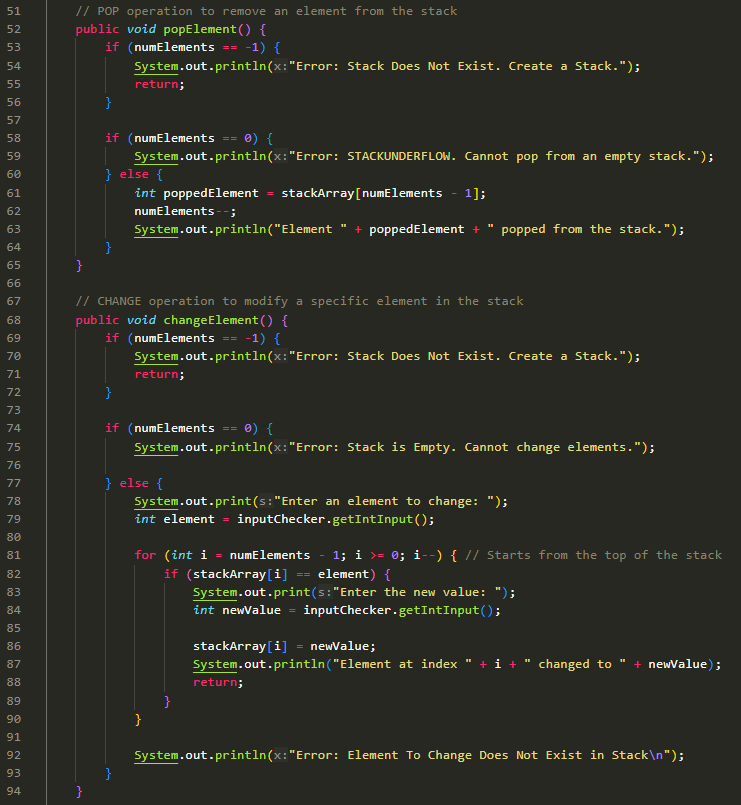 51 // POP operation to remove an element from the stack
52 public void popElement() {
53 if (numElements == -1) {
54 System.out.println(x:"Error: Stack Does Not Exist. Create a Stack.");
55 return;
56 }
57
58 if (numElements == 0) {
59 System.out.println(x:"Error: STACKUNDERFLOW. Cannot pop from an empty stack.");
60 } else {
61 int poppedElement = stackArray[numElements - 1];
62 numElements--;
63 System.out.println("Element " + poppedElement + " popped from the stack.");
64 }
65 }
66
67 // CHANGE operation to modify a specific element in the stack
68 public void changeElement() {
69 if (numElements == -1) {
70 System.out.println(x:"Error: Stack Does Not Exist. Create a Stack.");
71 return;
72 }
73
74 if (numElements == 0) {
75 System.out.println(x:"Error: Stack is Empty. Cannot change elements.");
76
77 } else {
78 System.out.print(s:"Enter an element to change: ");
79 int element = inputChecker.getIntInput();
80
81 for (int i = numElements - 1; i >= 0; i--) { // Starts from the top of the stack
82 if (stackArray[i] == element) {
83 System.out.print(s:"Enter the new value: ");
84 int newValue = inputChecker.getIntInput();
85
86 stackArray[i] = newValue;
87 System.out.println("Element at index " + i + " changed to " + newValue);
88 return;
89 }
90 }
91
92 System.out.println(x:"Error: Element To Change Does Not Exist in Stack\n");
93 }
94 }